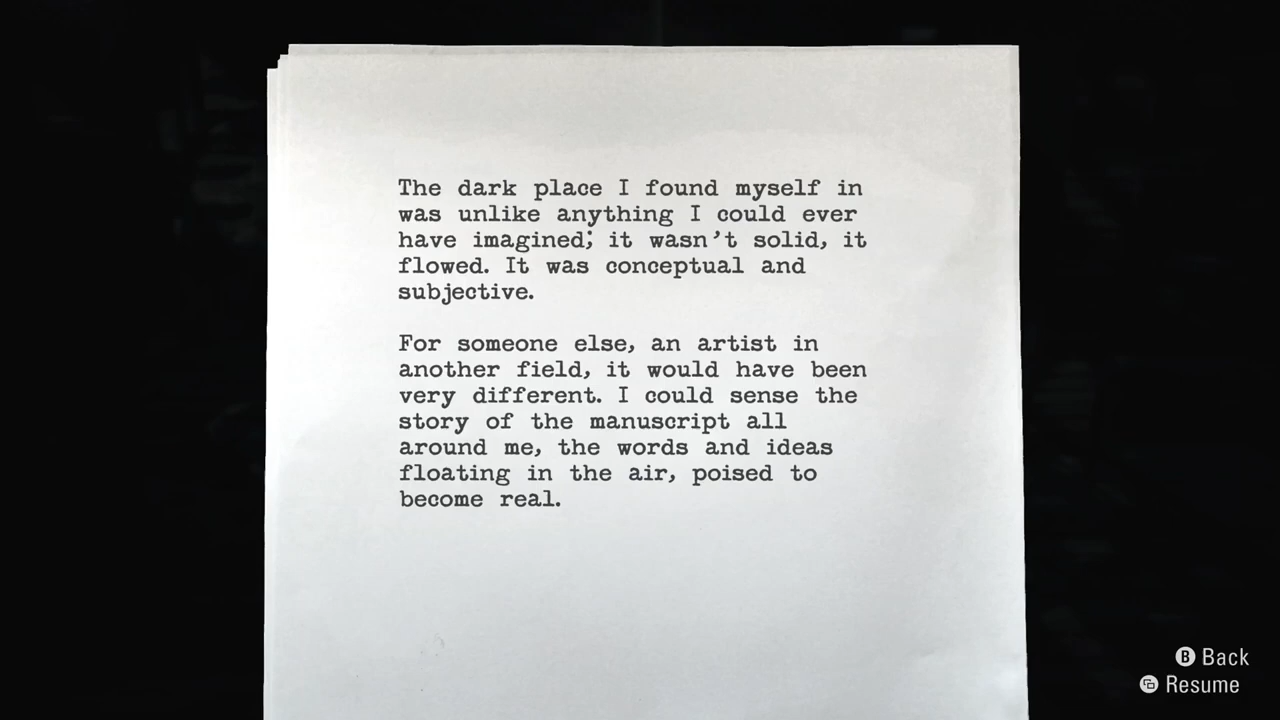 The dark place I found myself in
was unlike anything I could ever
have imagined; it wasn't solid, it
flowed. It was conceptual and
subjective.
For someone else, an artist in
another field, it would have been
very different. I could sense the
story of the manuscript all
around me, the words and ideas
floating in the air, poised to
become real.
B Back
Resume